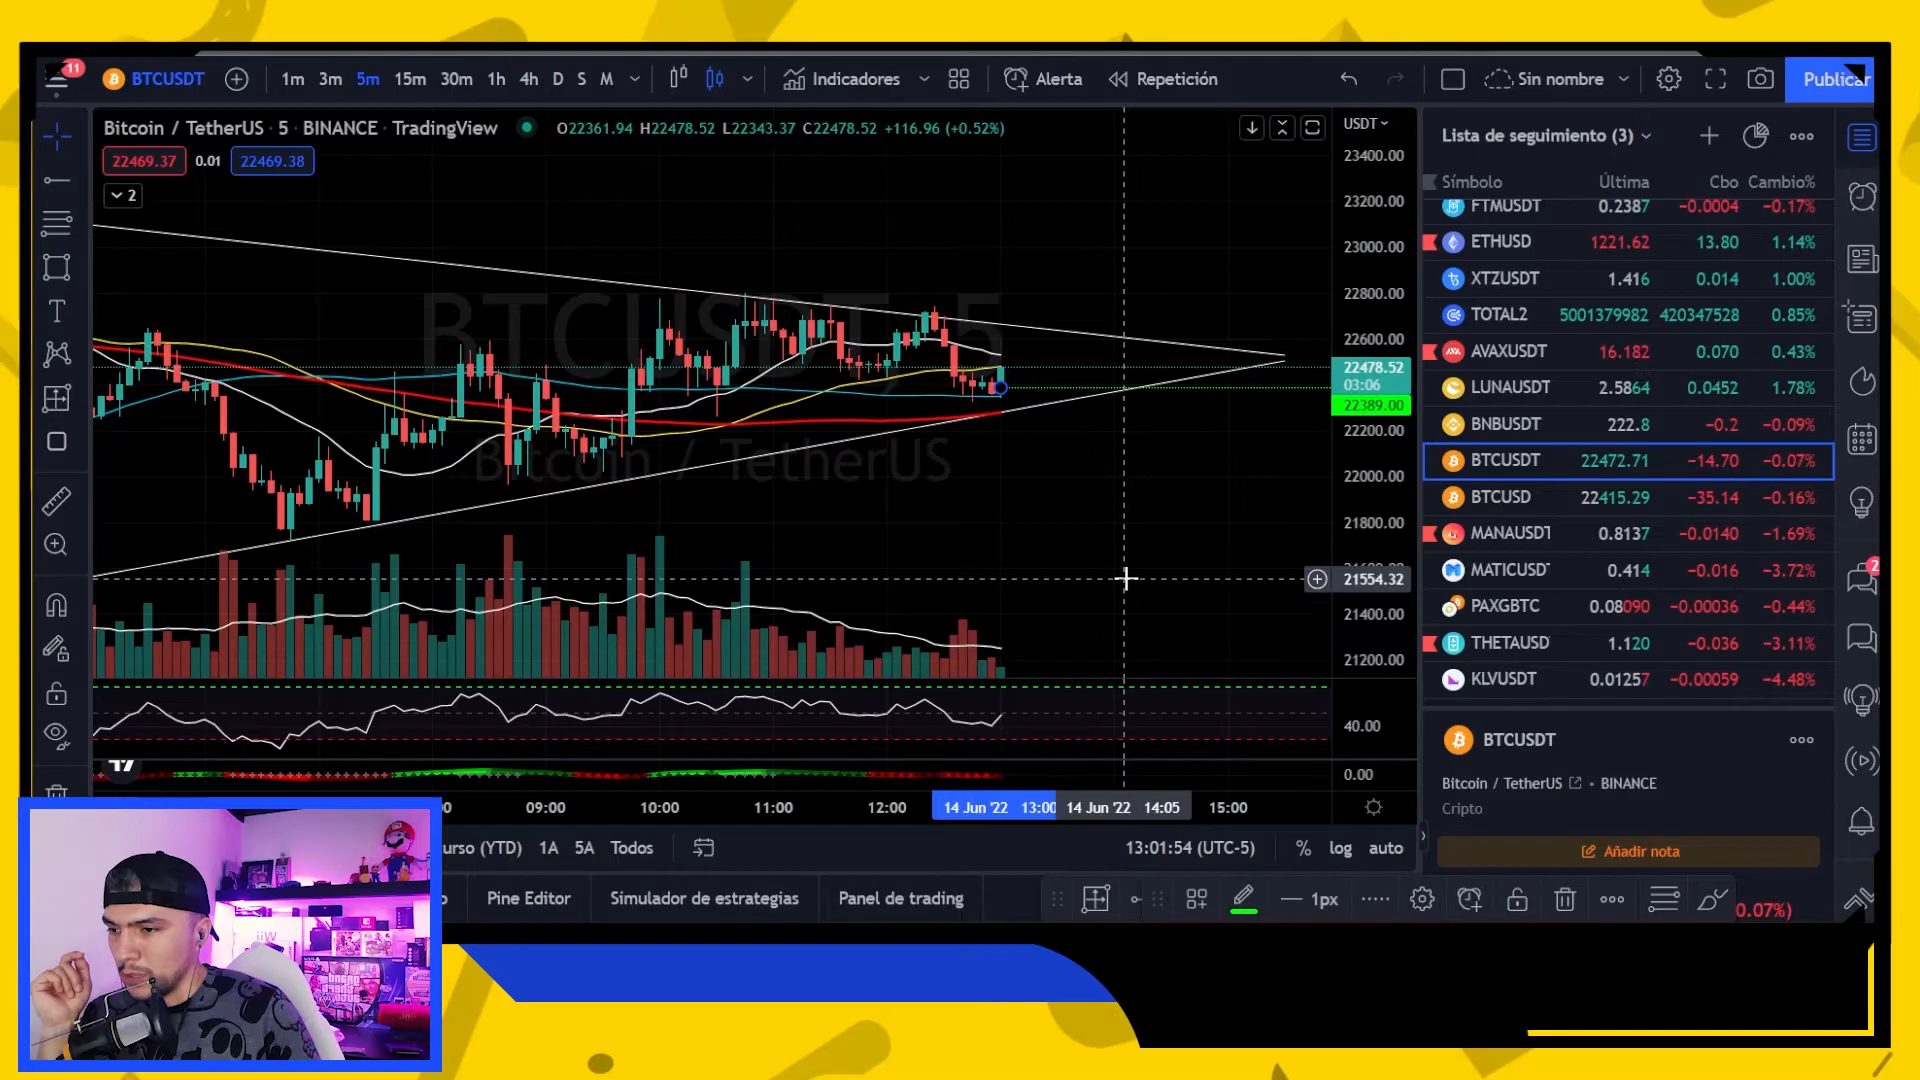 11
BTCUSDT 1m 3m 5m 15m 30m 1h 4h D S M Indicadores Alerta Repetición Sin nombre Publicar
Bitcoin / TetherUS · 5 · BINANCE · TradingView O22361.94 H22478.52 L22343.37 C22478.52 +116.96 (+0.52%)
22469.37 0.01 22469.38
2
BTCUSDT, 5
Bitcoin / TetherUS
USDT
23400.00
23200.00
23000.00
22800.00
22600.00
22478.52
03:06
22389.00
22200.00
22000.00
21800.00
21554.32
21400.00
21200.00
40.00
0.00
09:00 10:00 11:00 12:00 14 Jun '22 13:00 14 Jun '22 14:05 15:00
urso (YTD) 1A 5A Todos 13:01:54 (UTC-5) % log auto
Pine Editor Simulador de estrategias Panel de trading 1px 0.07%)
Lista de seguimiento (3)
Símbolo Última Cbo Cambio%
FTMUSDT 0.2387 −0.0004 −0.17%
ETHUSD 1221.62 13.80 1.14%
XTZUSDT 1.416 0.014 1.00%
TOTAL2 5001379982 420347528 0.85%
AVAXUSDT 16.182 0.070 0.43%
LUNAUSDT 2.5864 0.0452 1.78%
BNBUSDT 222.8 −0.2 −0.09%
BTCUSDT 22472.71 −14.70 −0.07%
BTCUSD 22415.29 −35.14 −0.16%
MANAUSDT 0.8137 −0.0140 −1.69%
MATICUSDT 0.414 −0.016 −3.72%
PAXGBTC 0.08090 −0.00036 −0.44%
THETAUSD 1.120 −0.036 −3.11%
KLVUSDT 0.01257 −0.00059 −4.48%
2
BTCUSDT
Bitcoin / TetherUS • BINANCE
Cripto
Añadir nota